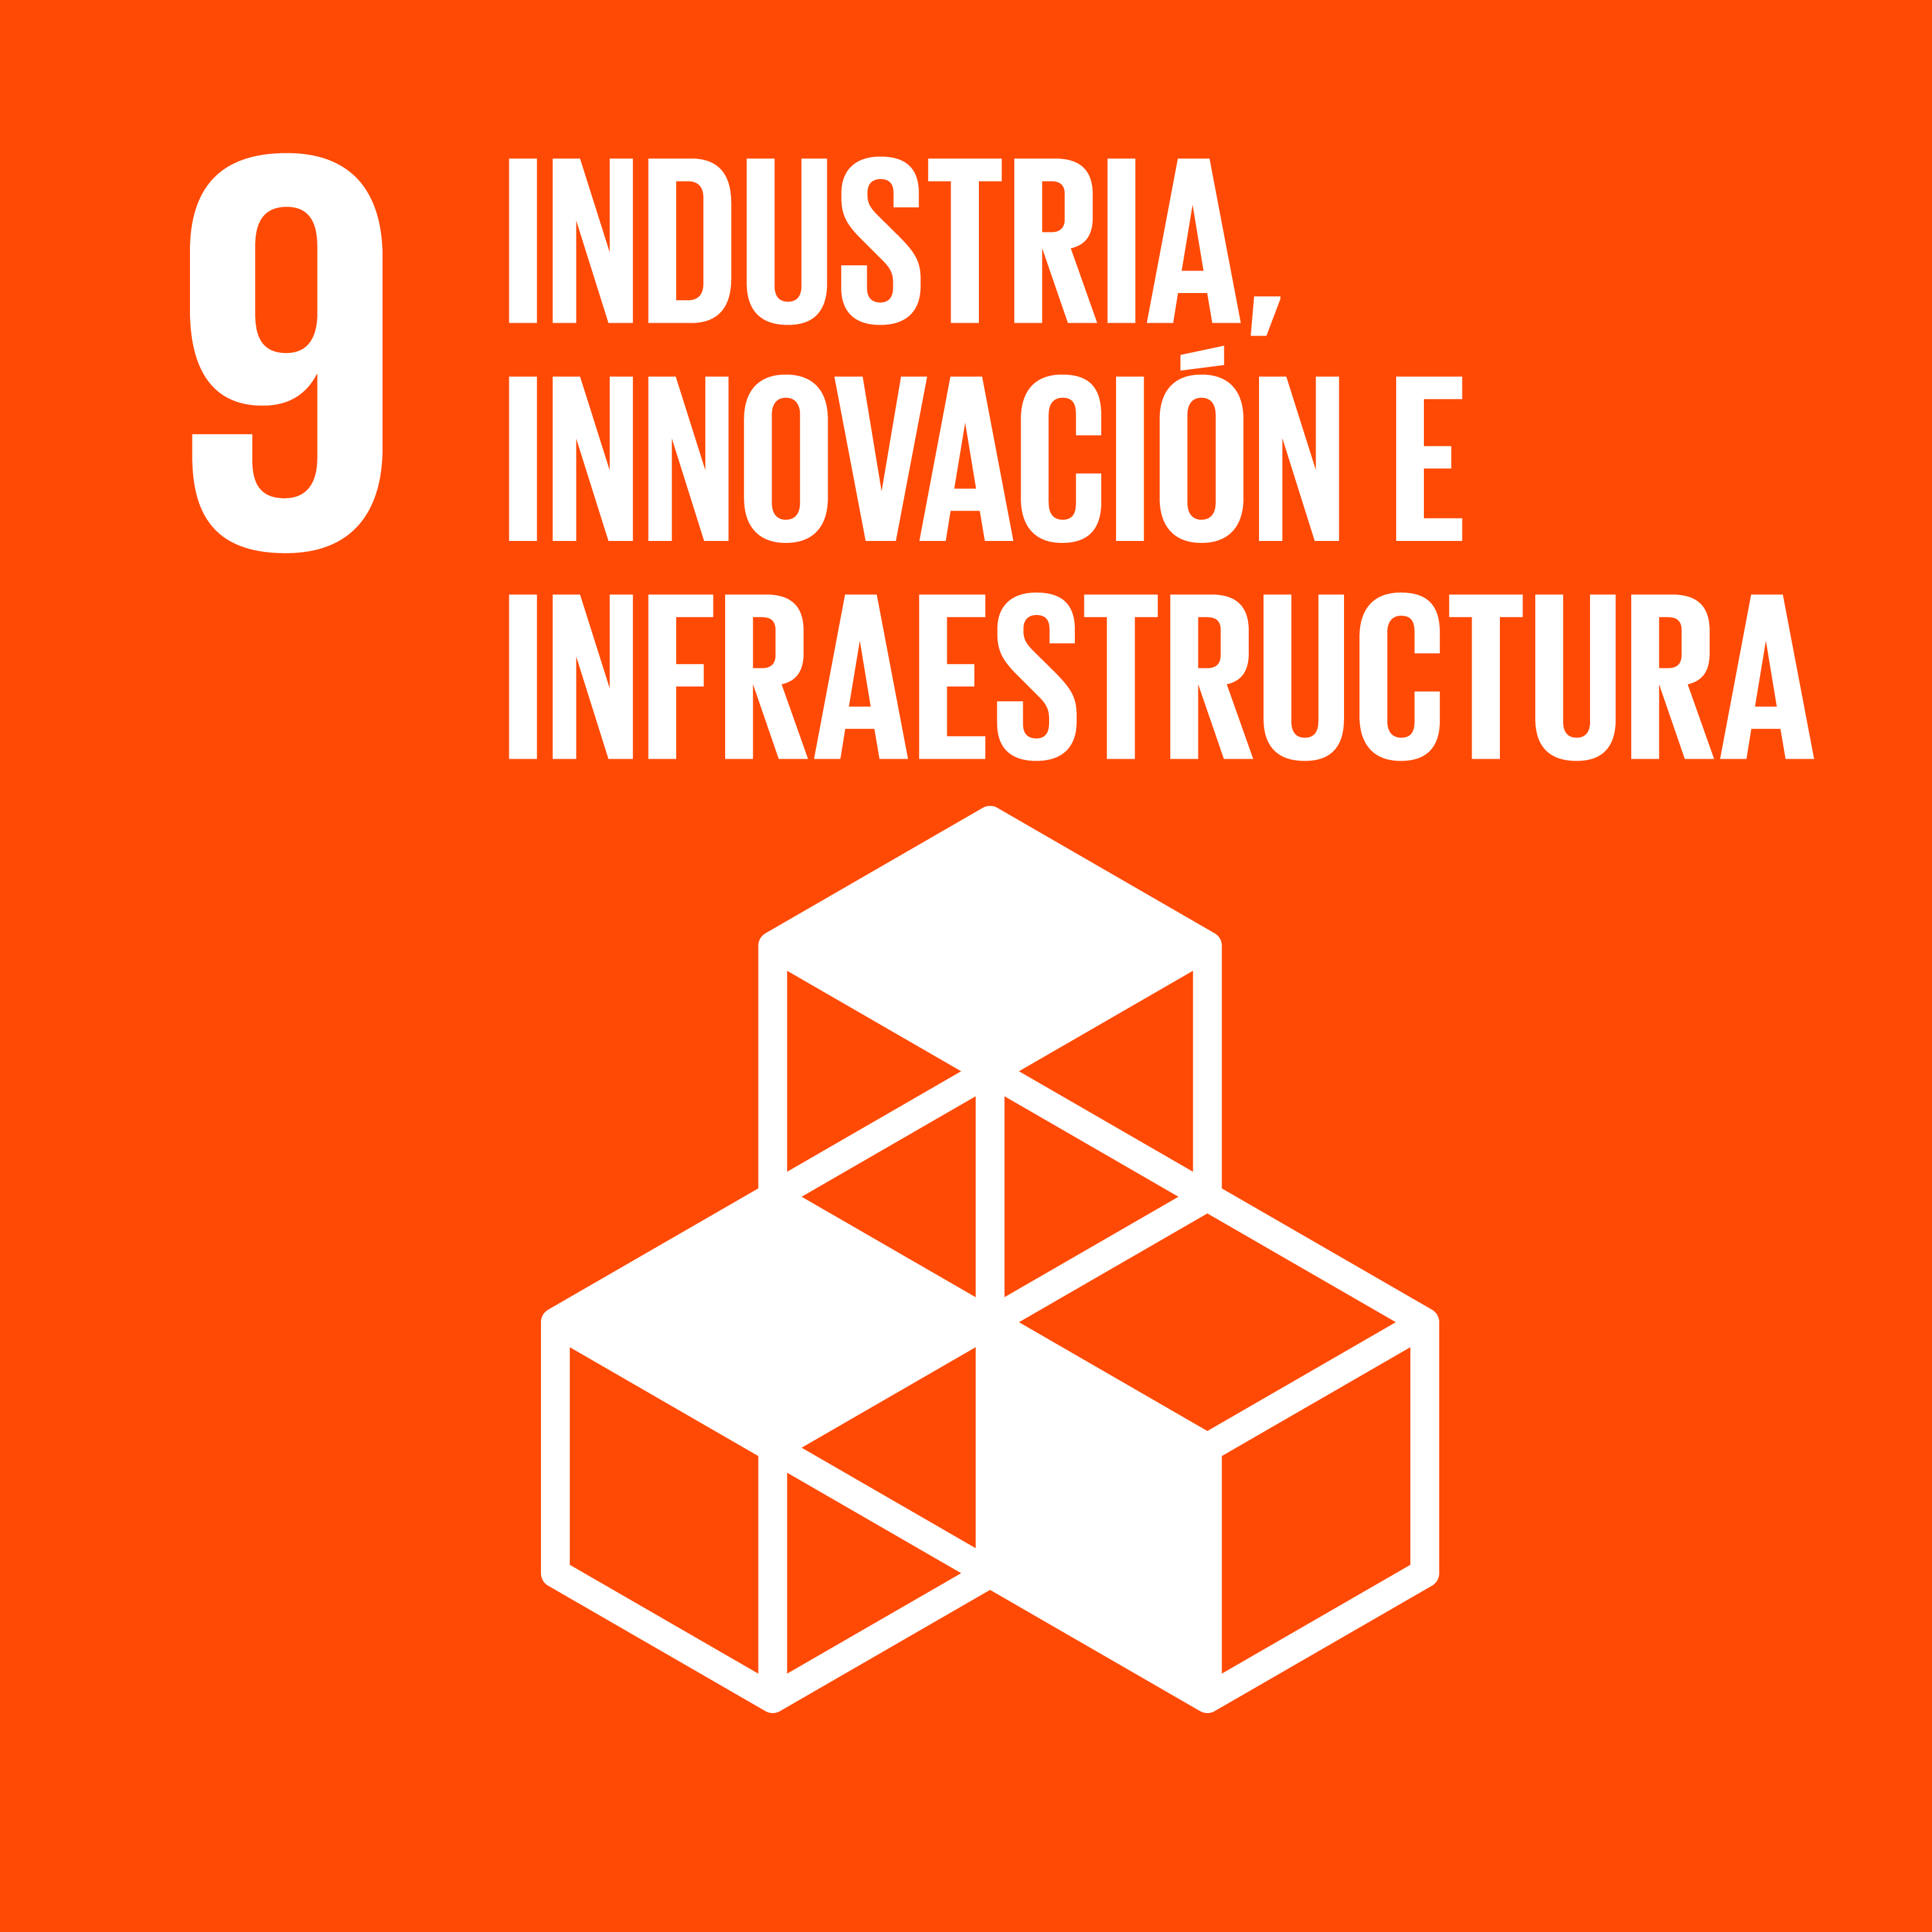 9
INDUSTRIA,
INNOVACIÓN E
INFRAESTRUCTURA